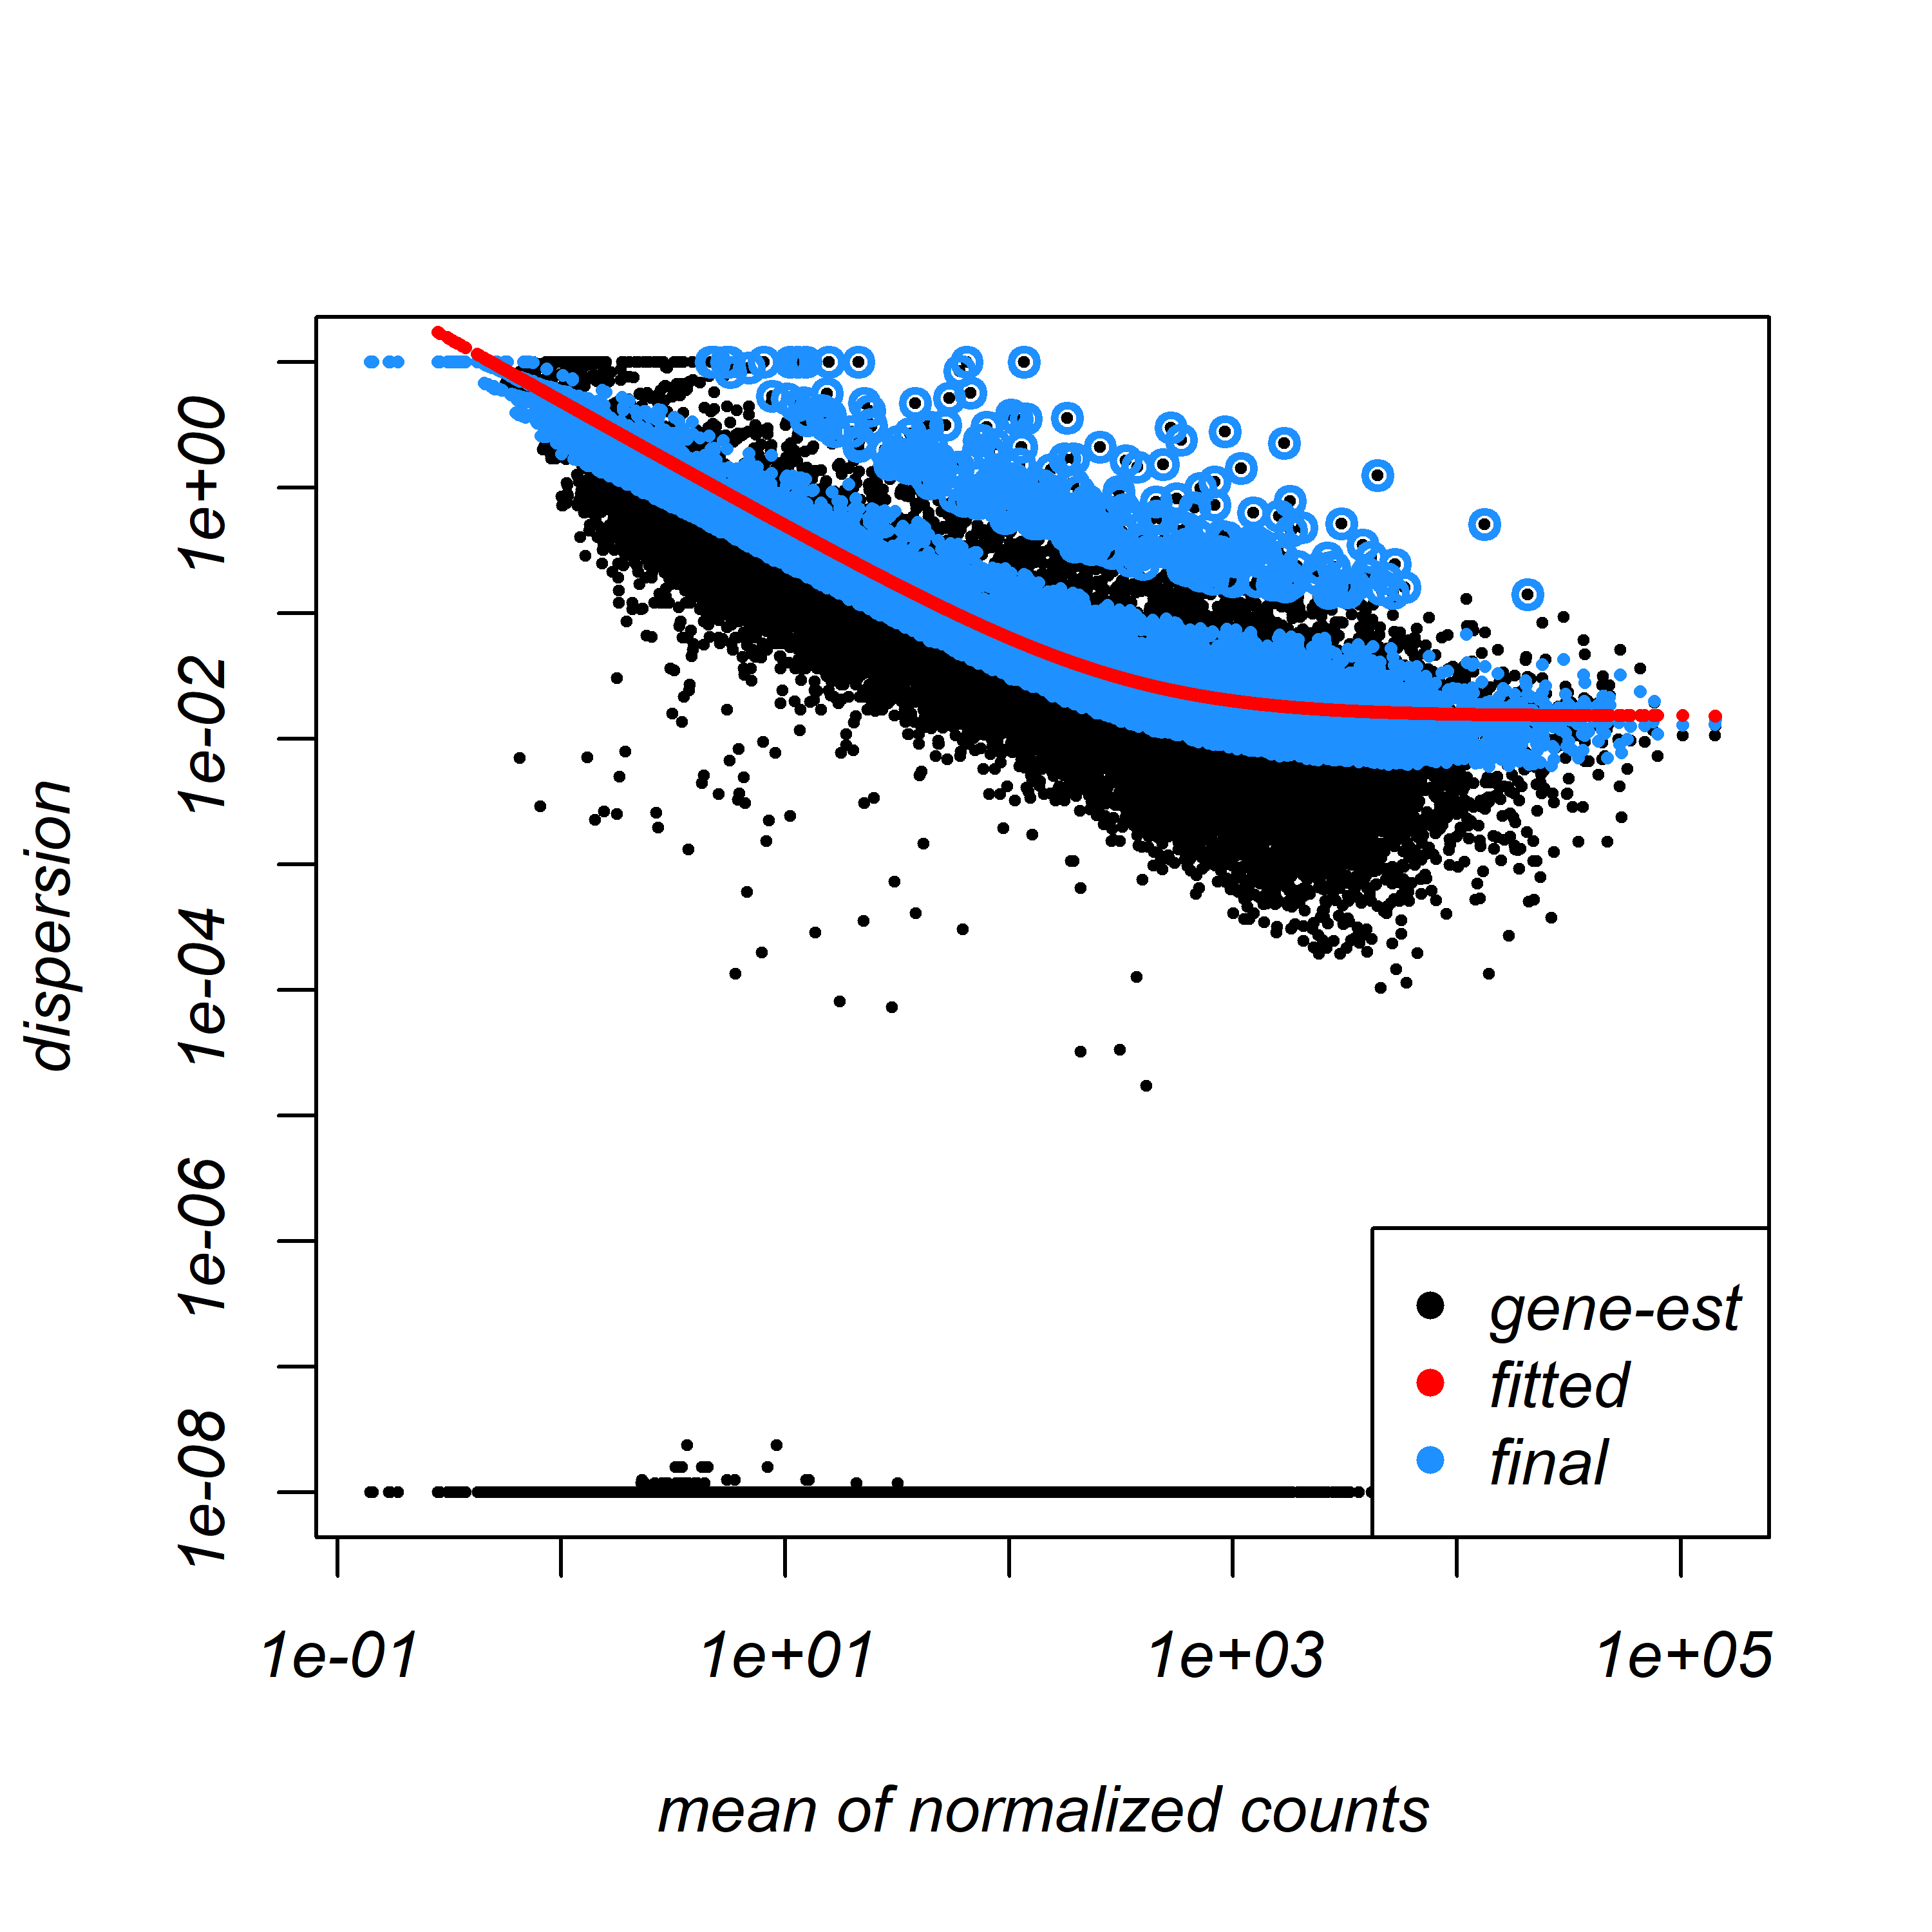 dispersion
1e+00
1e-02
1e-04
1e-06
1e-08
gene-est
fitted
final
1e-01
1e+01
1e+03
1e+05
mean of normalized counts